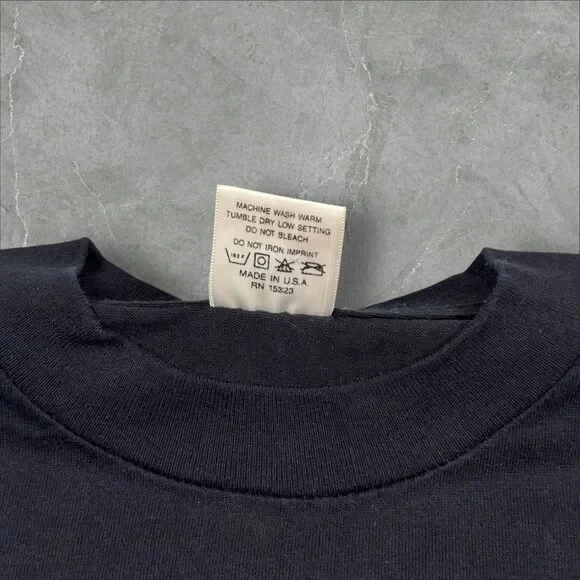 MACHINE WASH WARM
TUMBLE DRY LOW SETTING
DO NOT BLEACH
DO NOT IRON IMPRINT
MADE IN U.S.A.
RN 15323